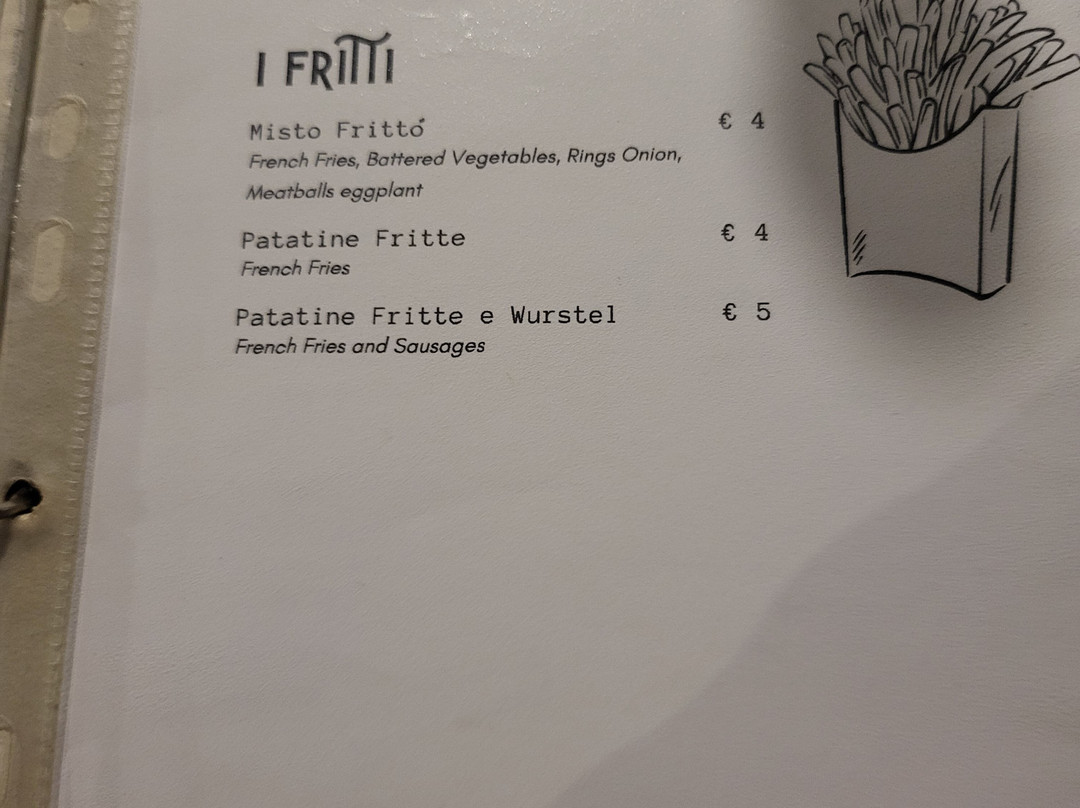 I FRITTI
Misto Fritto € 4
French Fries, Battered Vegetables, Rings Onion,
Meatballs eggplant
Patatine Fritte € 4
French Fries
Patatine Fritte e Wurstel € 5
French Fries and Sausages